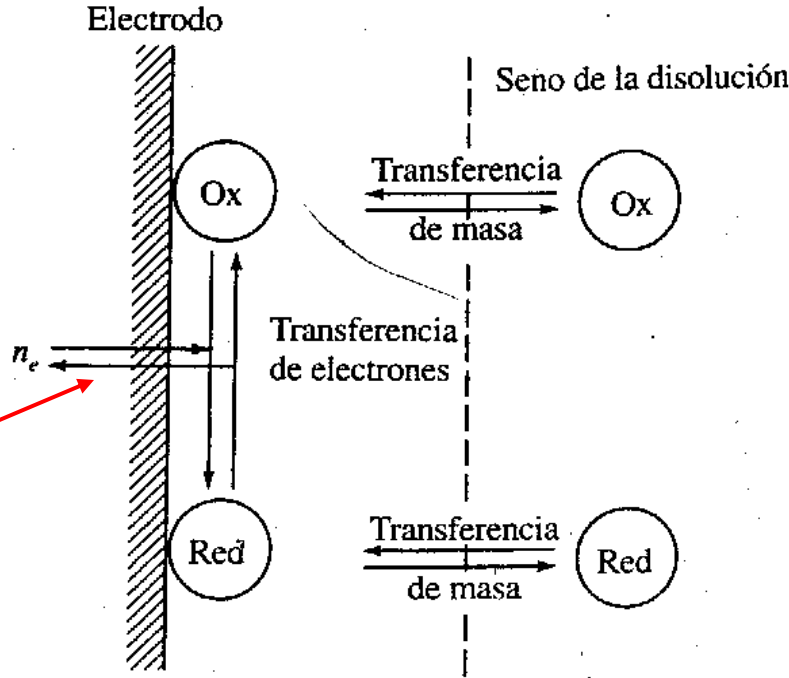 Electrodo
Seno de la disolución
Ox
Transferencia
de masa
Ox
n_e
Transferencia
de electrones
Red
Transferencia
de masa
Red